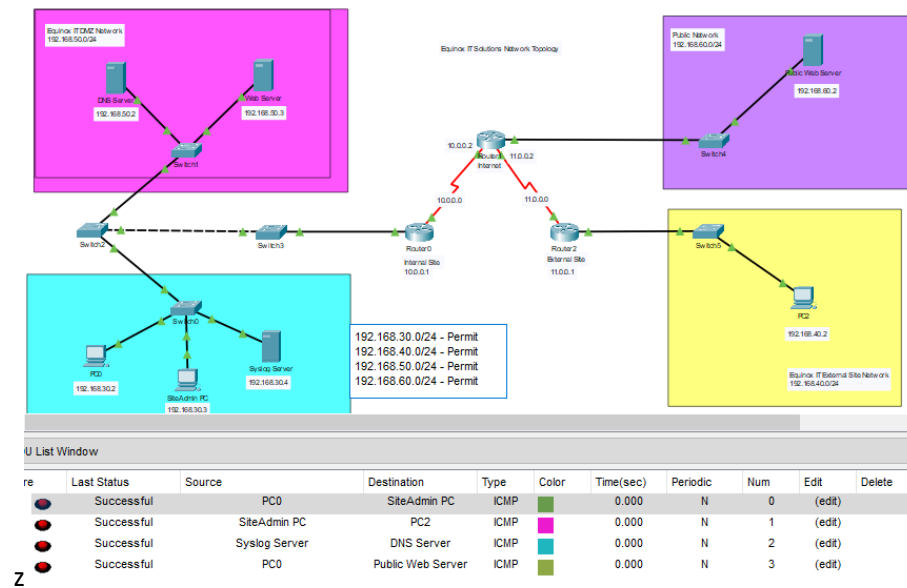 Equinox IT DMZ Network
192.168.50.0/24
DNS Server
192.168.50.2
Web Server
192.168.50.3
Switch1
Equinox IT Solutions Network Topology
Public Network
192.168.60.0/24
Public Web Server
192.168.60.2
Switch4
10.0.0.2
Router1
11.0.0.2
Internet
10.0.0.0
11.0.0.0
Switch2
Switch3
Router0
Internal Site
10.0.0.1
Router2
External Site
11.0.0.1
Switch5
PC2
192.168.40.2
Equinox IT External Site Network
192.168.40.0/24
Switch0
PC0
192.168.30.2
SiteAdmin PC
192.168.30.3
Syslog Server
192.168.30.4
192.168.30.0/24 - Permit
192.168.40.0/24 - Permit
192.168.50.0/24 - Permit
192.168.60.0/24 - Permit
U List Window
re Last Status Source Destination Type Color Time(sec) Periodic Num Edit Delete
Successful PC0 SiteAdmin PC ICMP 0.000 N 0 (edit)
Successful SiteAdmin PC PC2 ICMP 0.000 N 1 (edit)
Successful Syslog Server DNS Server ICMP 0.000 N 2 (edit)
Successful PC0 Public Web Server ICMP 0.000 N 3 (edit)
z